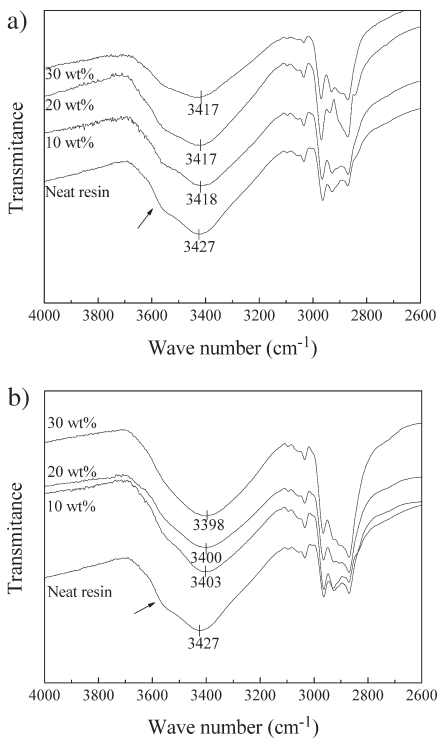 a)
30 wt%
3417
20 wt%
3417
10 wt%
3418
Neat resin
3427
Transmitance
4000 3800 3600 3400 3200 3000 2800 2600
Wave number (cm-1)
b)
30 wt%
3398
20 wt%
3400
10 wt%
3403
Neat resin
3427
Transmitance
4000 3800 3600 3400 3200 3000 2800 2600
Wave number (cm-1)